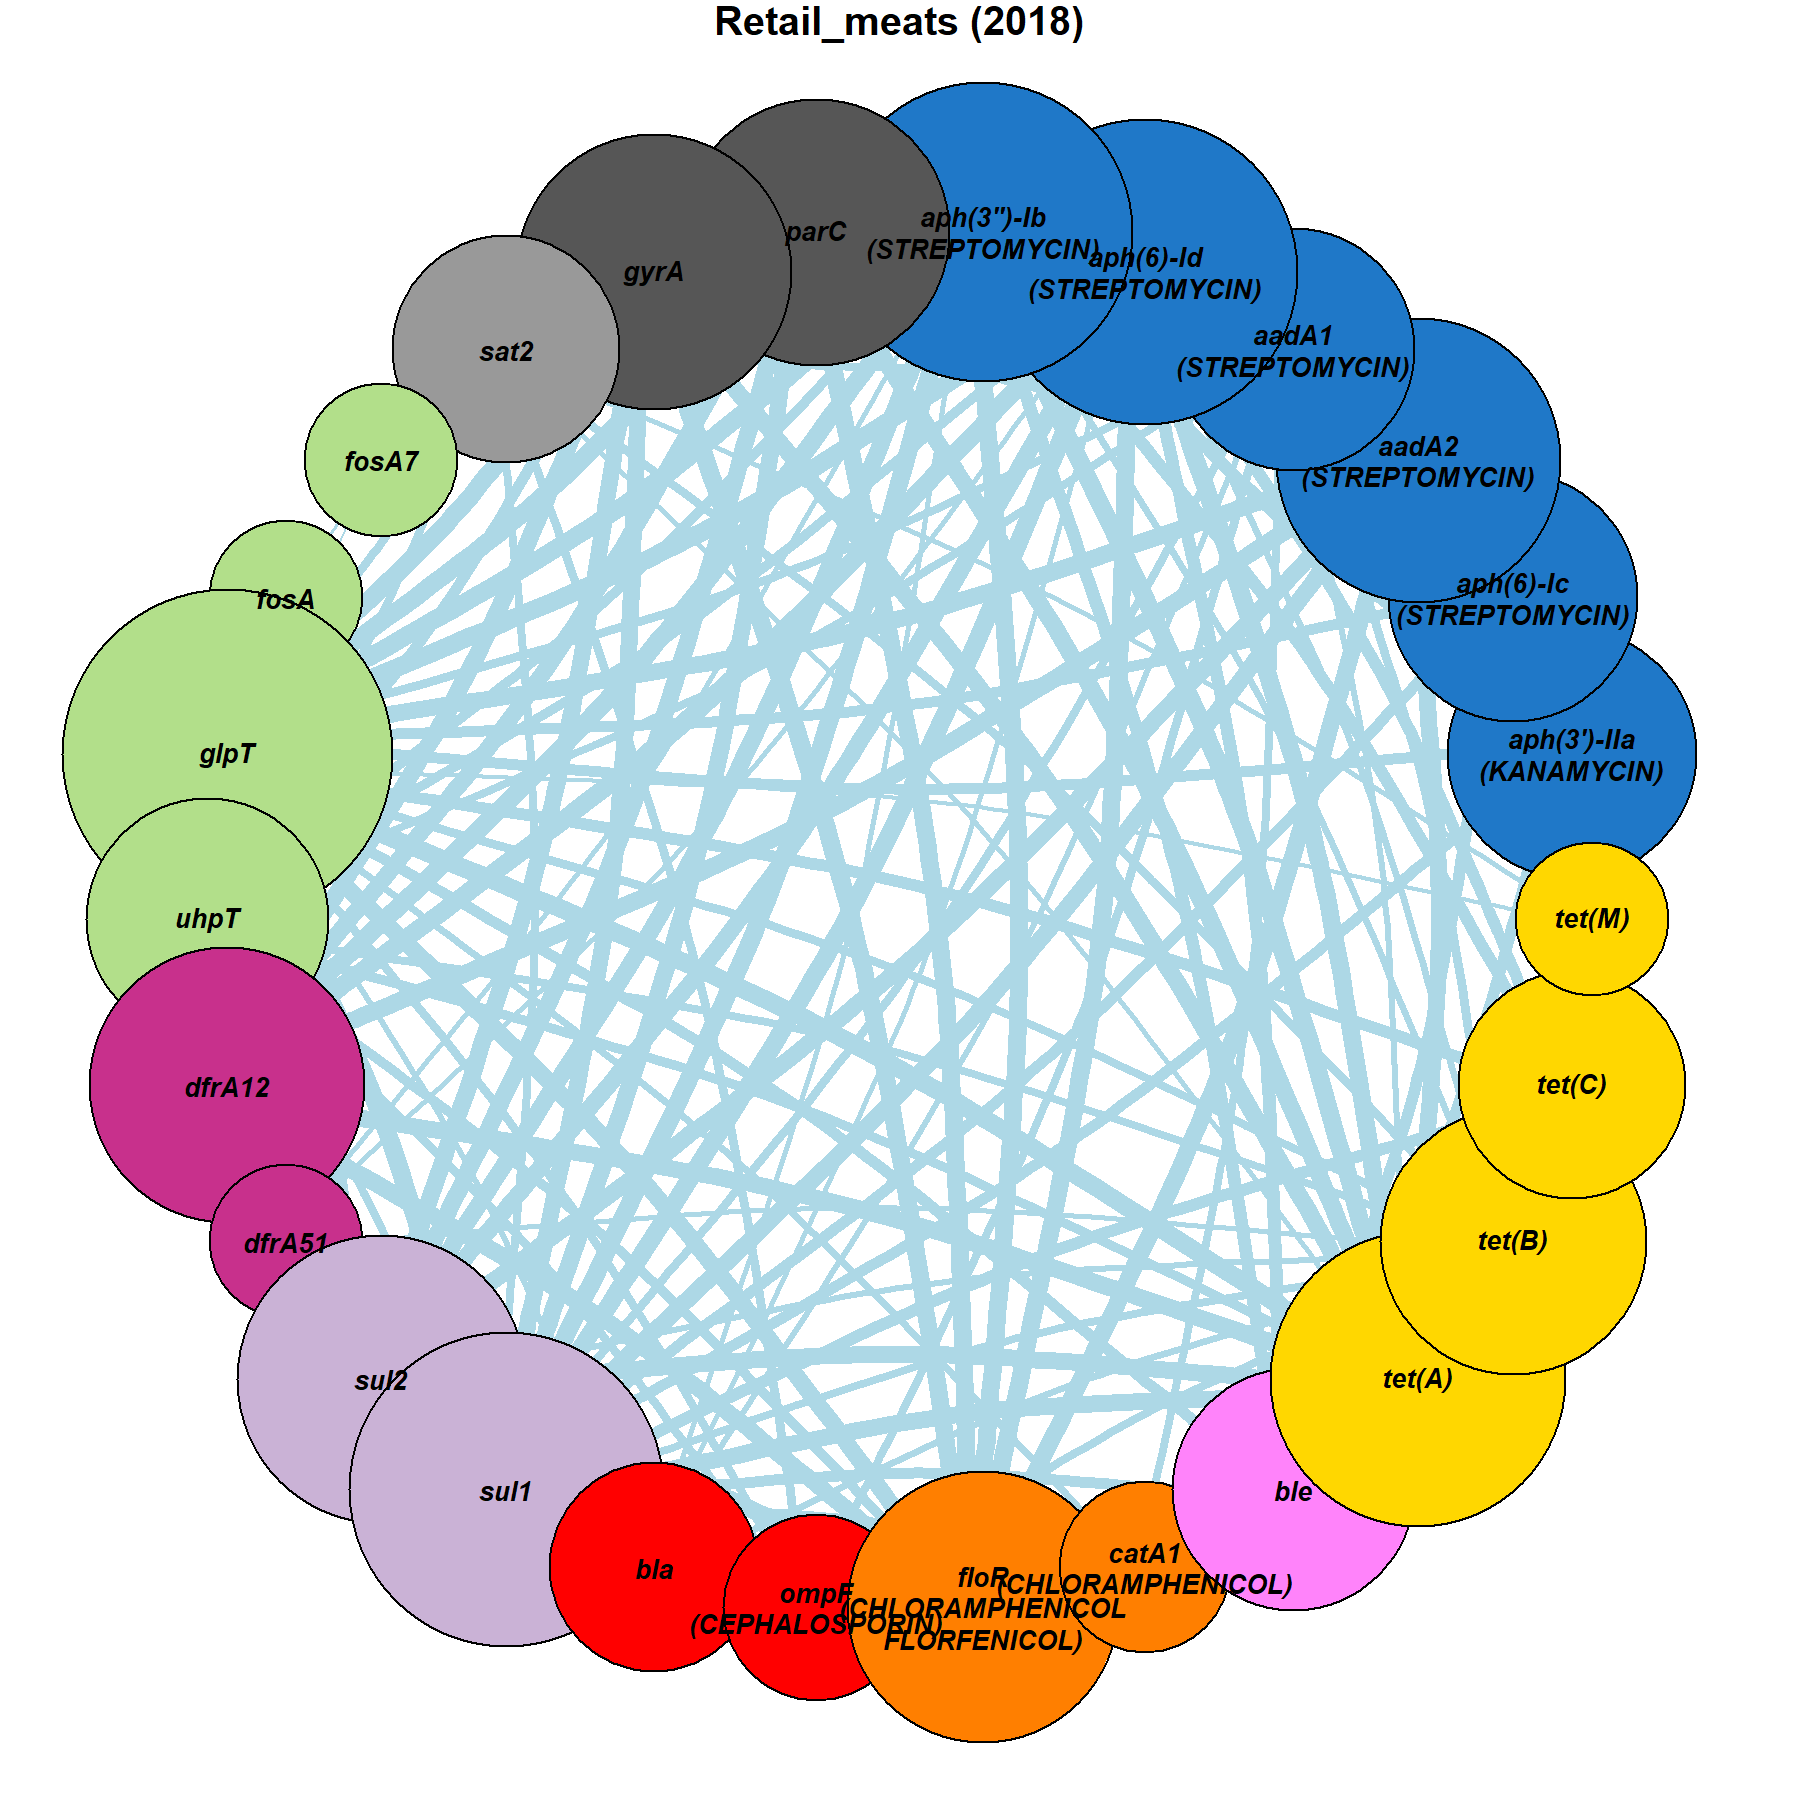 Retail_meats (2018)
aph(3'')-Ib
(STREPTOMYCIN)
parC
aph(6)-Id
(STREPTOMYCIN)
gyrA
aadA1
(STREPTOMYCIN)
sat2
aadA2
(STREPTOMYCIN)
fosA7
aph(6)-Ic
(STREPTOMYCIN)
fosA
aph(3')-IIa
(KANAMYCIN)
glpT
tet(M)
uhpT
tet(C)
dfrA12
tet(B)
dfrA51
tet(A)
sul2
sul1
ble
bla
catA1
(CHLORAMPHENICOL)
floR
(CHLORAMPHENICOL
FLORFENICOL)
ompF
(CEPHALOSPORIN)